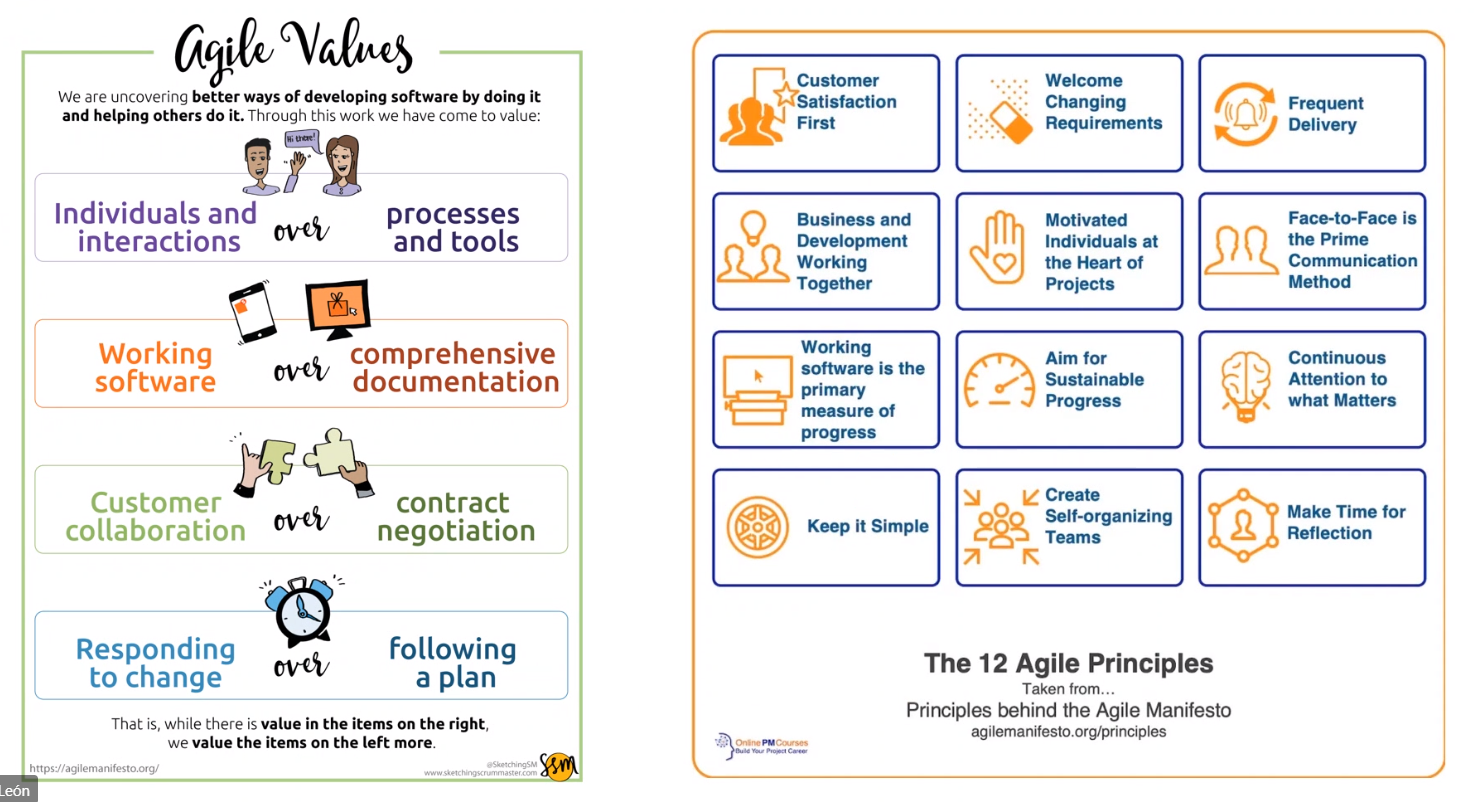 Agile Values
We are uncovering better ways of developing software by doing it
and helping others do it. Through this work we have come to value:
Hi there!
Individuals and
interactions
over
processes
and tools
Working
software
over
comprehensive
documentation
Customer
collaboration
over
contract
negotiation
Responding
to change
over
following
a plan
That is, while there is value in the items on the right,
we value the items on the left more.
https://agilemanifesto.org/
@SketchingSM
www.sketchingscrummaster.com
SSM
León
Customer
Satisfaction
First
Welcome
Changing
Requirements
Frequent
Delivery
Business and
Development
Working
Together
Motivated
Individuals at
the Heart of
Projects
Face-to-Face is
the Prime
Communication
Method
Working
software is the
primary
measure of
progress
Aim for
Sustainable
Progress
Continuous
Attention to
what Matters
Keep it Simple
Create
Self-organizing
Teams
Make Time for
Reflection
The 12 Agile Principles
Taken from...
Principles behind the Agile Manifesto
agilemanifesto.org/principles
Online PM Courses
Build Your Project Career